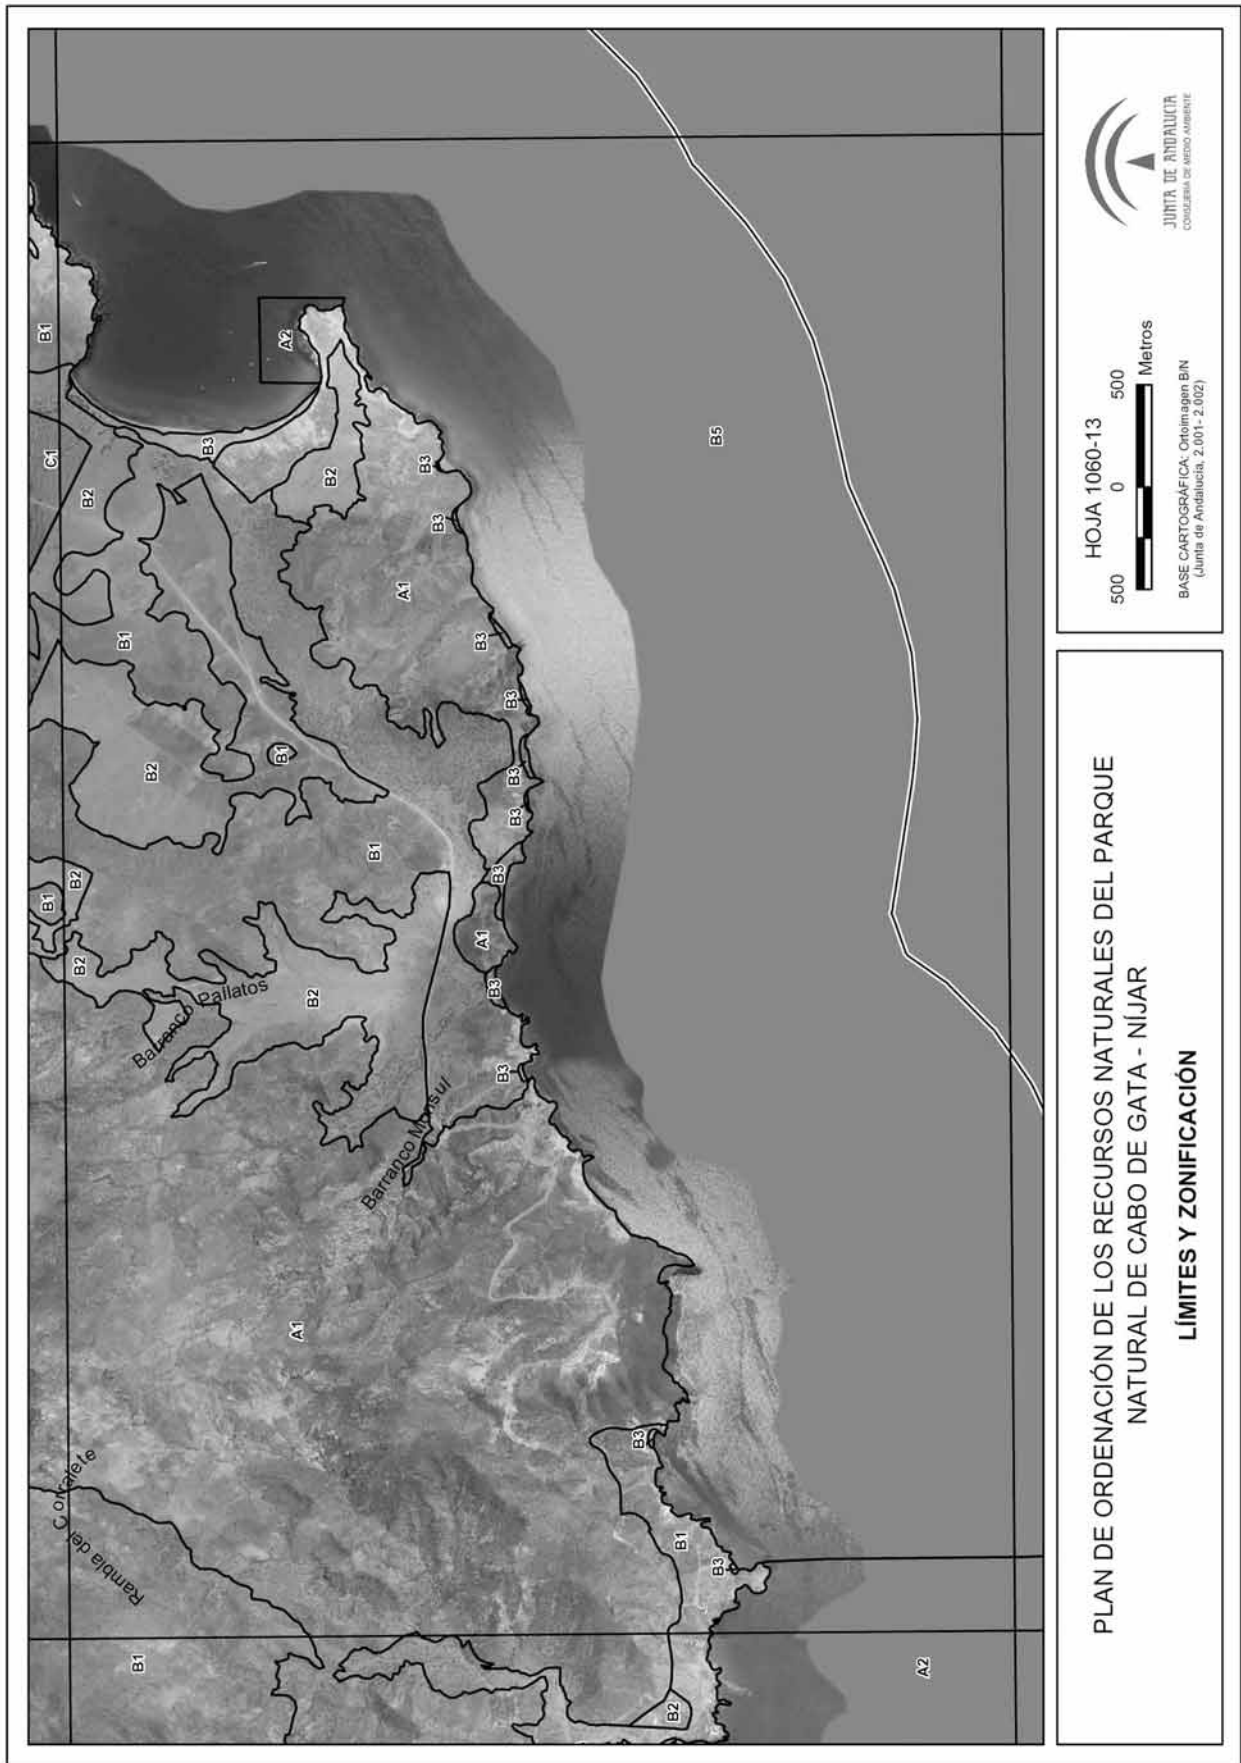 C1
B1
B3
A2
B2
B2
B3
B3
A1
B3
B3
B5
B1
B2
B1
B3
B3
B1
B2
B2
B1
B3
A1
B3
B3
Barranco Pallatos
B2
Barranco Monsul
A1
Rambla del Corralete
B3
B1
B3
B1
B2
A2
PLAN DE ORDENACIÓN DE LOS RECURSOS NATURALES DEL PARQUE
NATURAL DE CABO DE GATA - NÍJAR
LÍMITES Y ZONIFICACIÓN
HOJA 1060-13
500 0 500
Metros
BASE CARTOGRÁFICA: Ortoimagen B/N
(Junta de Andalucía, 2.001- 2.002)
JUNTA DE ANDALUCIA
CONSEJERIA DE MEDIO AMBIENTE